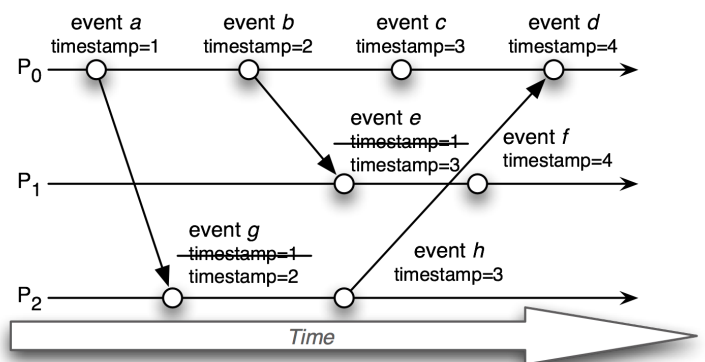 event a
timestamp=1
event b
timestamp=2
event c
timestamp=3
event d
timestamp=4
P0
event e
timestamp=1
timestamp=3
event f
timestamp=4
P1
event g
timestamp=1
timestamp=2
event h
timestamp=3
P2
Time